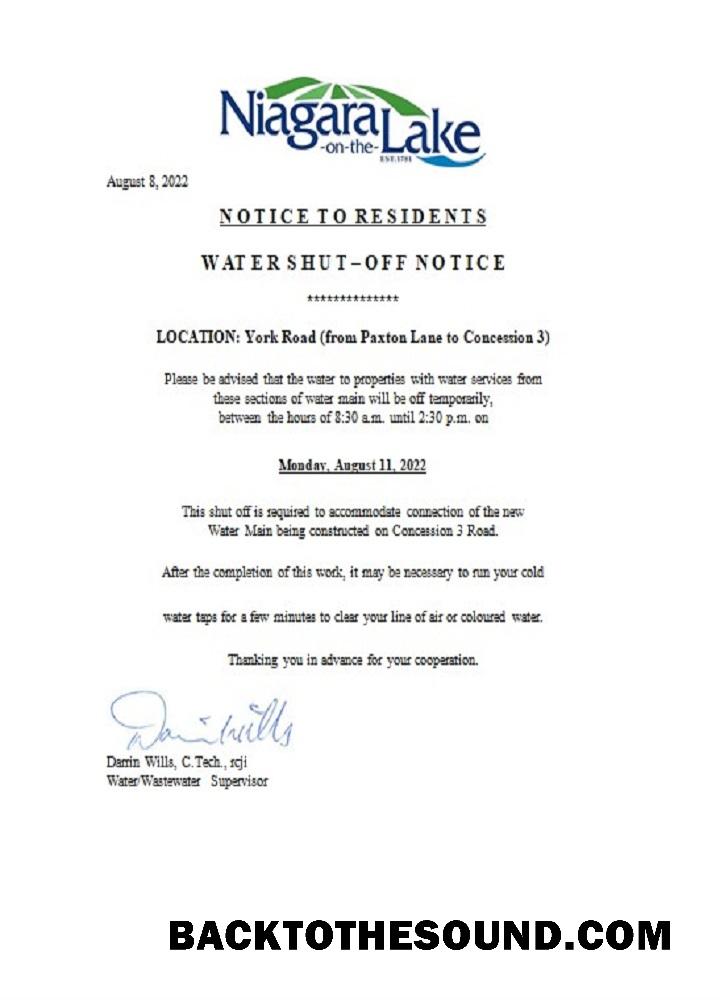 Niagara
-on-the-
Lake
EST. 1781
August 8, 2022
NOTICE TO RESIDENTS
WATER SHUT-OFF NOTICE
**************
LOCATION: York Road (from Paxton Lane to Concession 3)
Please be advised that the water to properties with water services from
these sections of water main will be off temporarily,
between the hours of 8:30 a.m. until 2:30 p.m. on
Monday, August 11, 2022
This shut off is required to accommodate connection of the new
Water Main being constructed on Concession 3 Road.
After the completion of this work, it may be necessary to run your cold
water taps for a few minutes to clear your line of air or coloured water.
Thanking you in advance for your cooperation.
Darrin Wills
Darrin Wills, C.Tech., rcji
Water/Wastewater Supervisor
BACKTOTHESOUND.COM